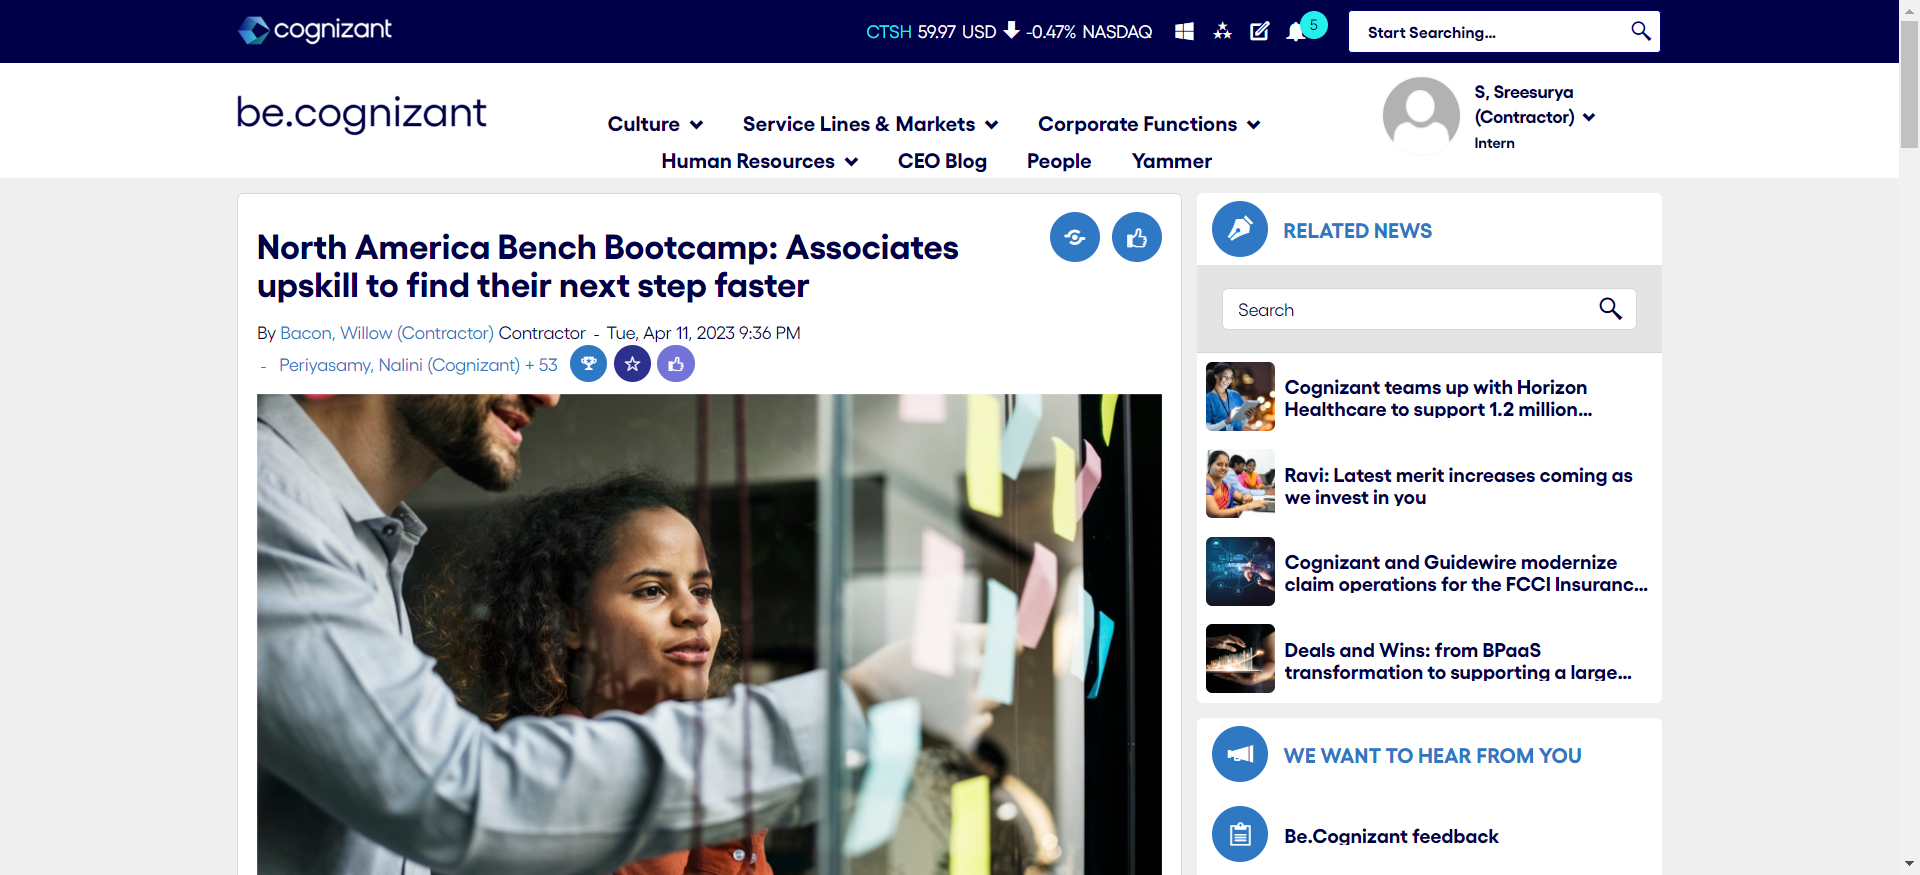 cognizant
CTSH 59.97 USD -0.47% NASDAQ
5
Start Searching...
be.cognizant
Culture
Service Lines & Markets
Corporate Functions
Human Resources
CEO Blog
People
Yammer
S, Sreesurya
(Contractor)
Intern
North America Bench Bootcamp: Associates
upskill to find their next step faster
By Bacon, Willow (Contractor) Contractor - Tue, Apr 11, 2023 9:36 PM
- Periyasamy, Nalini (Cognizant) + 53
RELATED NEWS
Search
Cognizant teams up with Horizon
Healthcare to support 1.2 million...
Ravi: Latest merit increases coming as
we invest in you
Cognizant and Guidewire modernize
claim operations for the FCCI Insuranc...
Deals and Wins: from BPaaS
transformation to supporting a large...
WE WANT TO HEAR FROM YOU
Be.Cognizant feedback